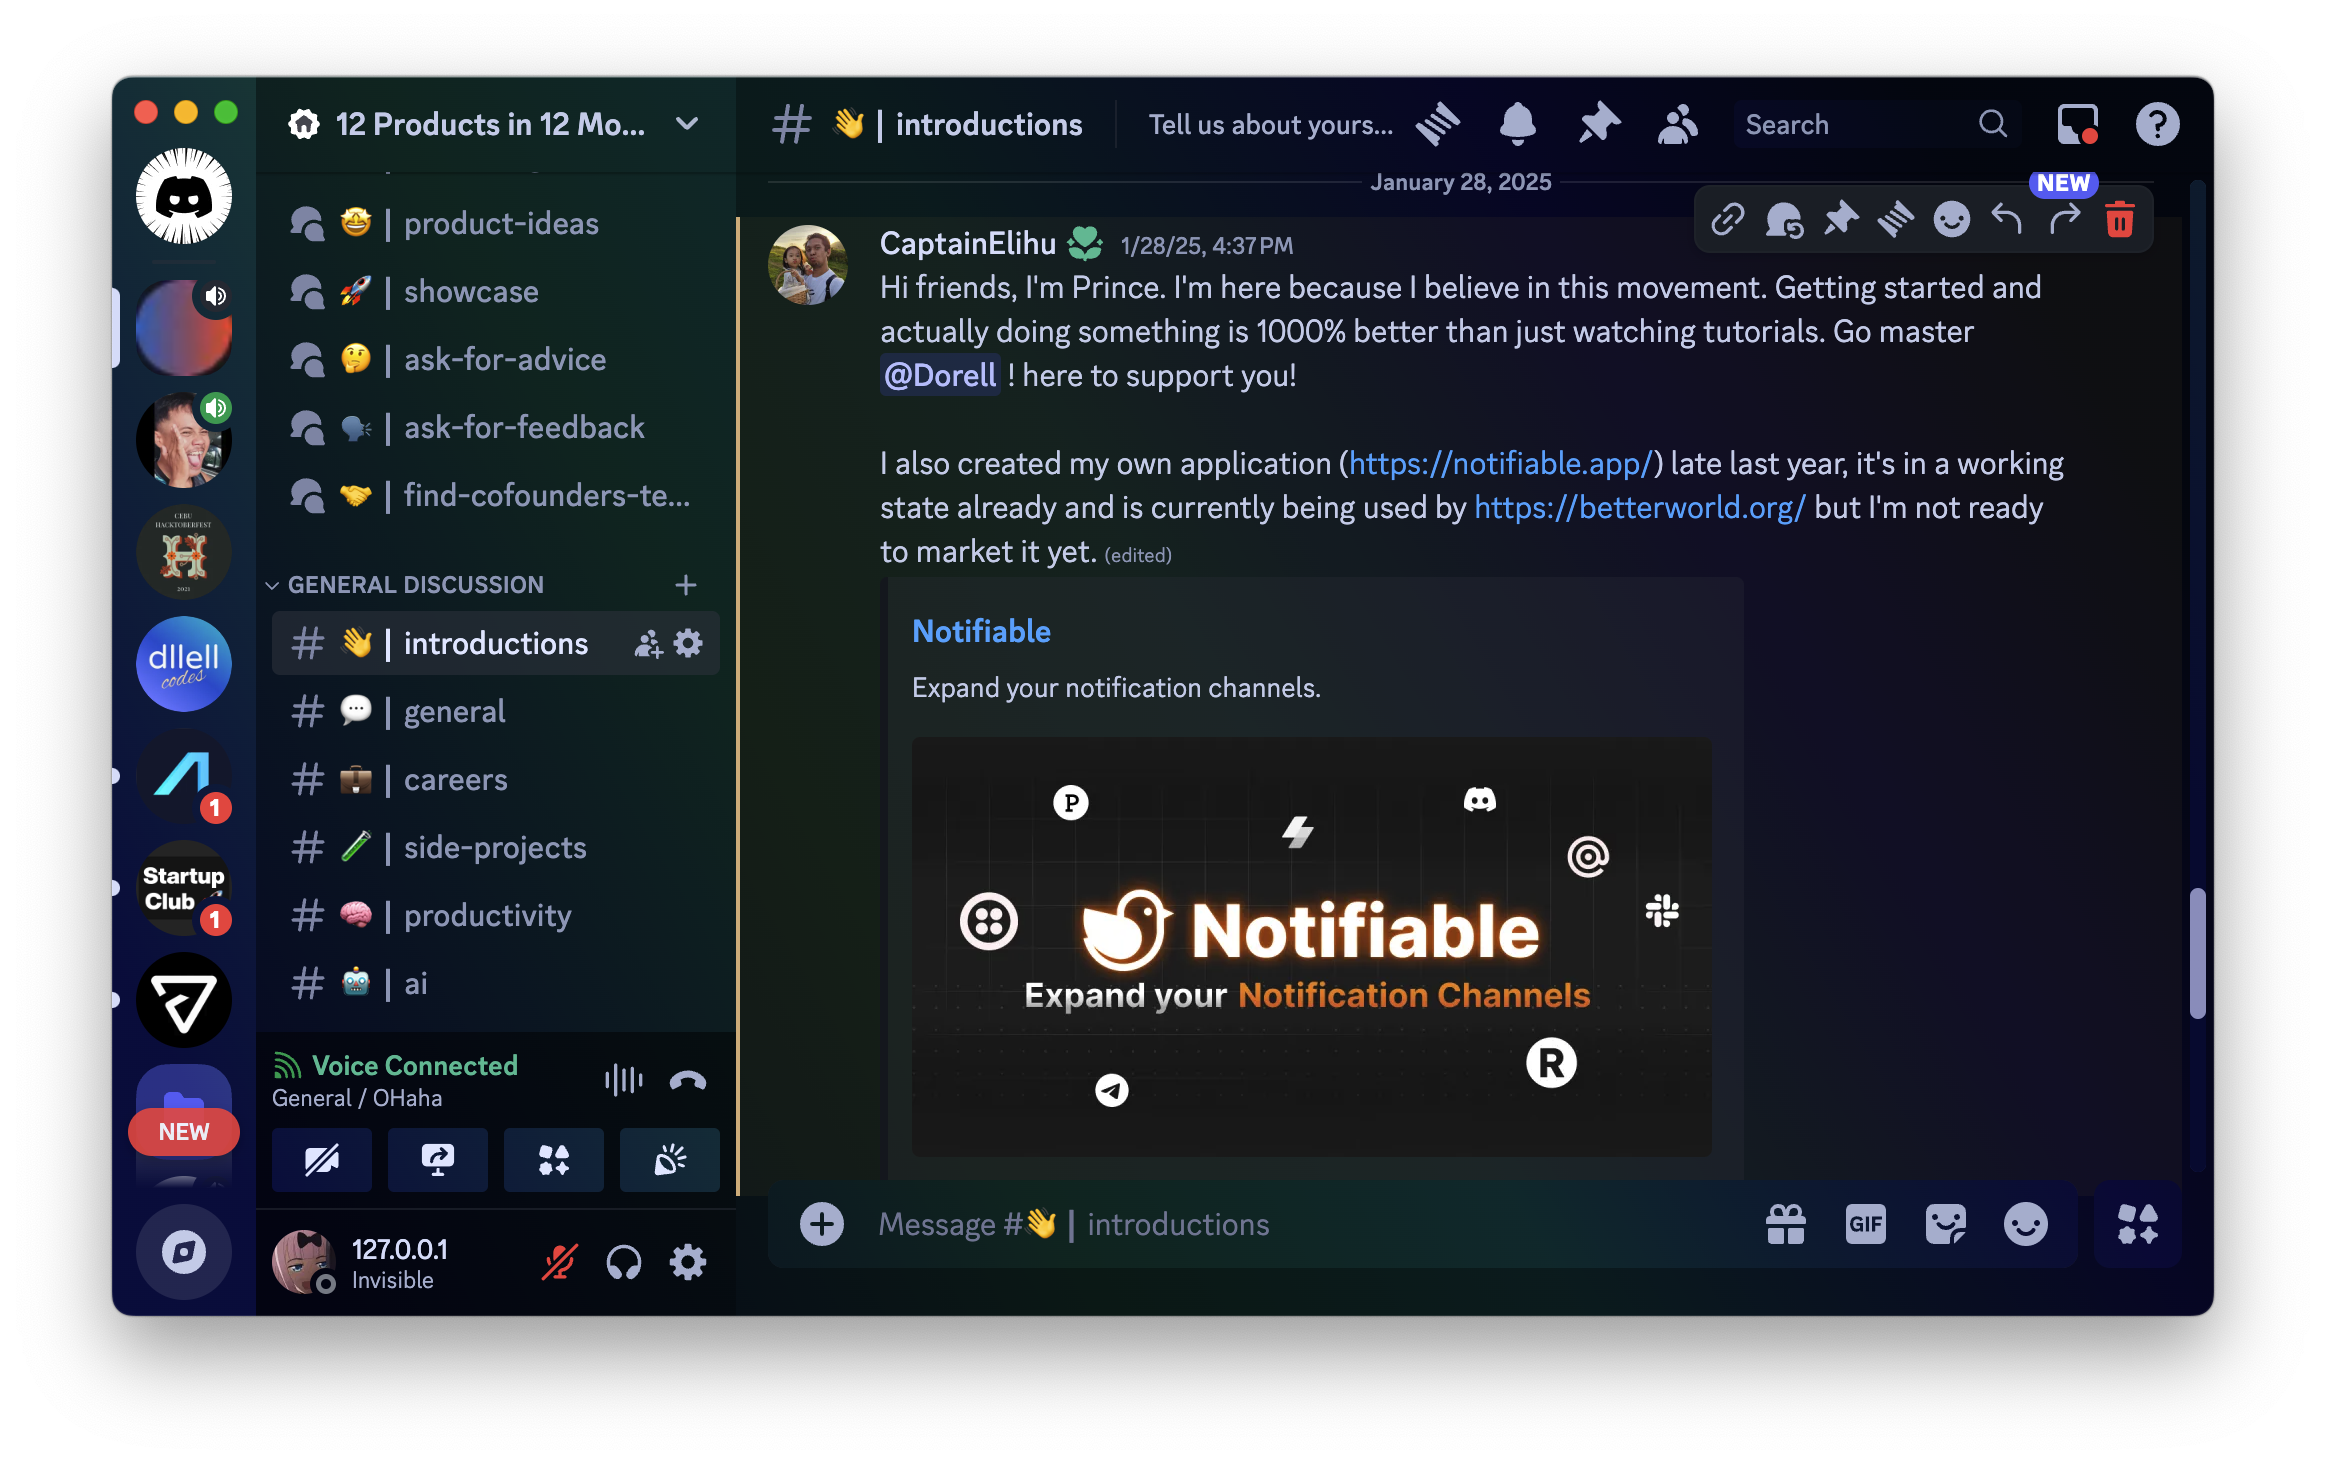 12 Products in 12 Mo...
product-ideas
showcase
ask-for-advice
ask-for-feedback
find-cofounders-te...
GENERAL DISCUSSION
introductions
general
careers
side-projects
productivity
ai
CEBU
HACKTOBERFEST
2021
dllell
codes
1
Startup
Club
1
NEW
Voice Connected
General / OHaha
127.0.0.1
Invisible
# 👋 | introductions
Tell us about yours...
Search
January 28, 2025
NEW
CaptainElihu 1/28/25, 4:37 PM
Hi friends, I'm Prince. I'm here because I believe in this movement. Getting started and
actually doing something is 1000% better than just watching tutorials. Go master
@Dorell ! here to support you!
I also created my own application (https://notifiable.app/) late last year, it's in a working
state already and is currently being used by https://betterworld.org/ but I'm not ready
to market it yet. (edited)
Notifiable
Expand your notification channels.
P
Notifiable
Expand your Notification Channels
R
Message #👋 | introductions
GIF